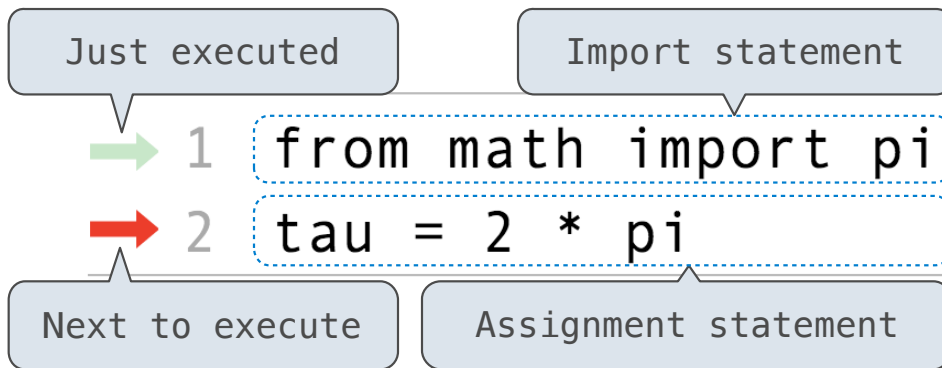 Just executed
Import statement
1 from math import pi
2 tau = 2 * pi
Next to execute
Assignment statement